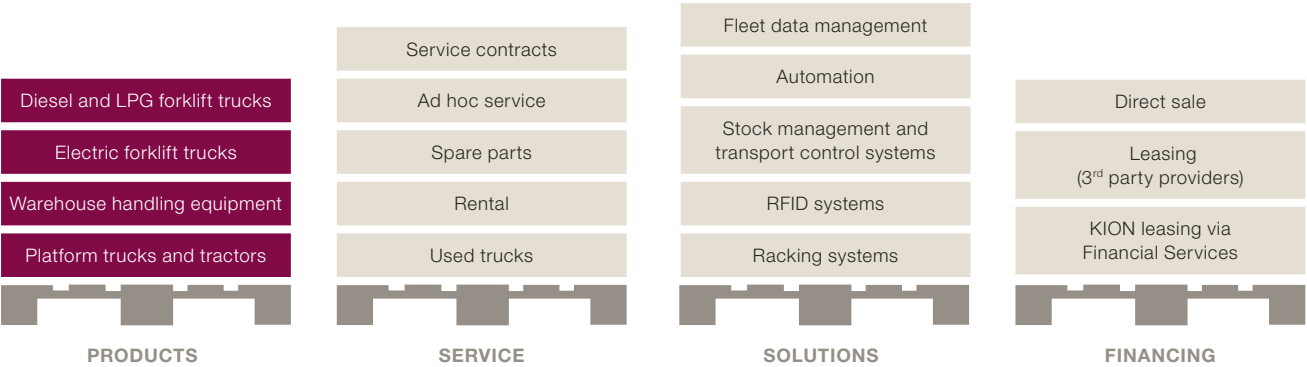 Diesel and LPG forklift trucks
Electric forklift trucks
Warehouse handling equipment
Platform trucks and tractors
PRODUCTS
Service contracts
Ad hoc service
Spare parts
Rental
Used trucks
SERVICE
Fleet data management
Automation
Stock management and
transport control systems
RFID systems
Racking systems
SOLUTIONS
Direct sale
Leasing
(3rd party providers)
KION leasing via
Financial Services
FINANCING